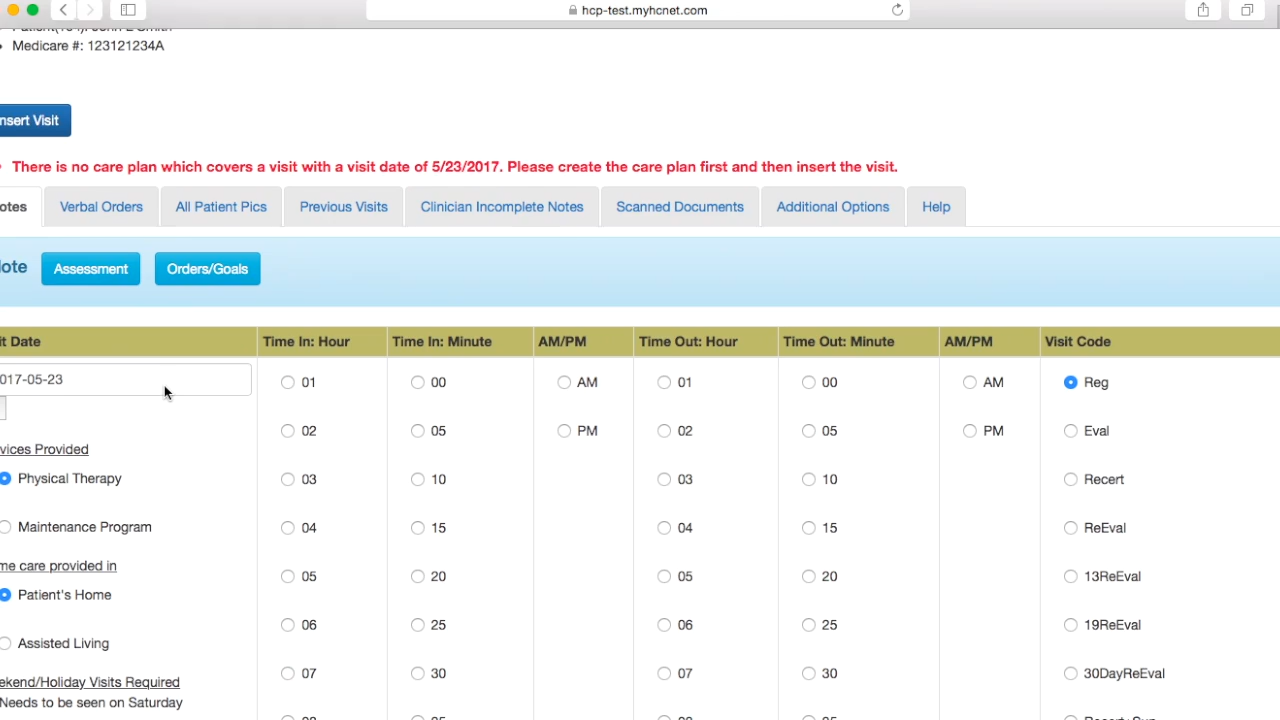 hcp-test.myhcnet.com
Medicare #: 123121234A
nsert Visit
There is no care plan which covers a visit with a visit date of 5/23/2017. Please create the care plan first and then insert the visit.
otes Verbal Orders All Patient Pics Previous Visits Clinician Incomplete Notes Scanned Documents Additional Options Help
lote Assessment Orders/Goals
it Date Time In: Hour Time In: Minute AM/PM Time Out: Hour Time Out: Minute AM/PM Visit Code
017-05-23 01 00 AM 01 00 AM Reg
02 05 PM 02 05 PM Eval
vices Provided
Physical Therapy 03 10 03 10 Recert
Maintenance Program 04 15 04 15 ReEval
me care provided in
05 20 05 20 13ReEval
Patient's Home
06 25 06 25 19ReEval
Assisted Living
07 30 07 30 30DayReEval
ekend/Holiday Visits Required
Needs to be seen on Saturday